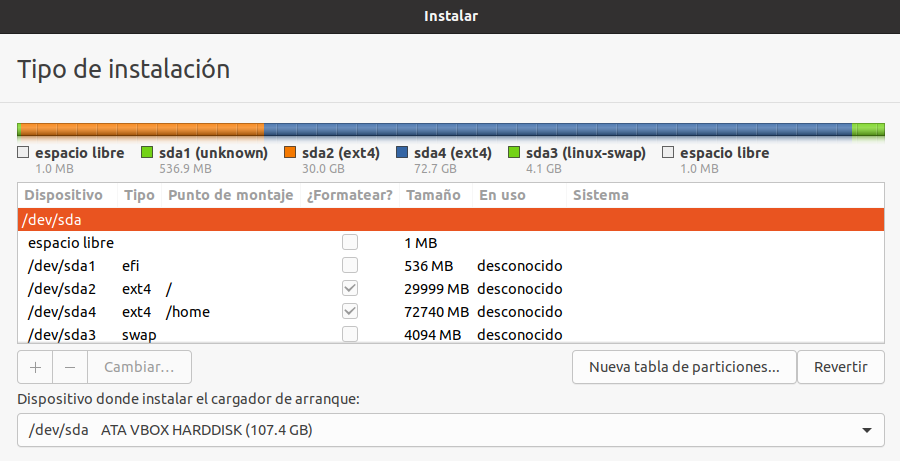 Instalar
Tipo de instalación
espacio libre sda1 (unknown) sda2 (ext4) sda4 (ext4) sda3 (linux-swap) espacio libre
1.0 MB 536.9 MB 30.0 GB 72.7 GB 4.1 GB 1.0 MB
Dispositivo Tipo Punto de montaje ¿Formatear? Tamaño En uso Sistema
/dev/sda
espacio libre 1 MB
/dev/sda1 efi 536 MB desconocido
/dev/sda2 ext4 / 29999 MB desconocido
/dev/sda4 ext4 /home 72740 MB desconocido
/dev/sda3 swap 4094 MB desconocido
+ − Cambiar... Nueva tabla de particiones... Revertir
Dispositivo donde instalar el cargador de arranque:
/dev/sda ATA VBOX HARDDISK (107.4 GB)